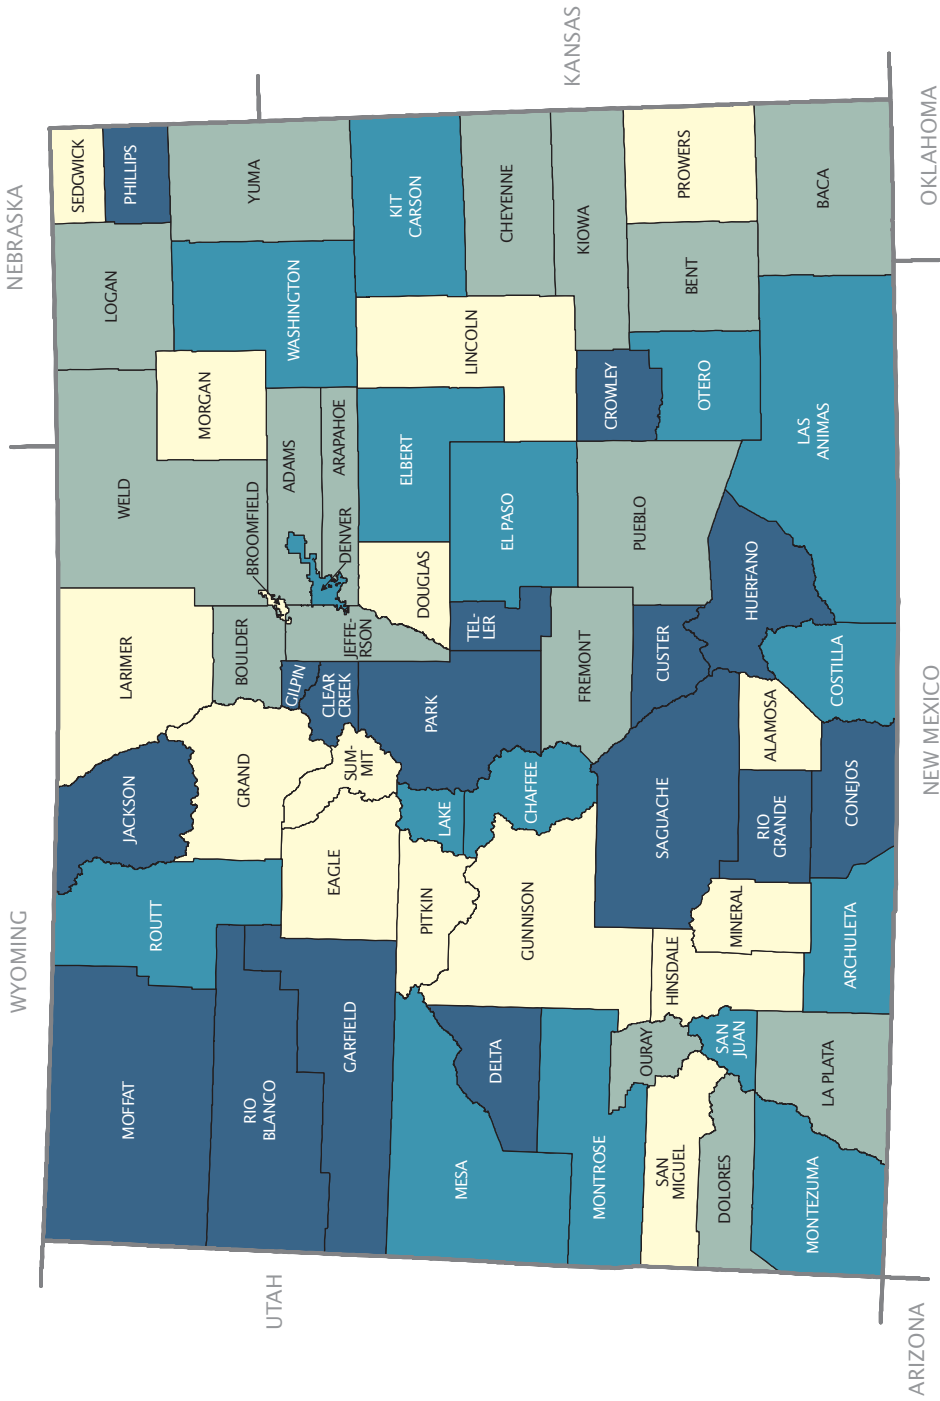 WYOMING
NEBRASKA
UTAH
KANSAS
ARIZONA
NEW MEXICO
OKLAHOMA
MOFFAT
ROUTT
JACKSON
LARIMER
WELD
LOGAN
SEDGWICK
PHILLIPS
MORGAN
WASHINGTON
YUMA
RIO
BLANCO
GRAND
BOULDER
BROOMFIELD
ADAMS
GARFIELD
EAGLE
SUM-
MIT
GILPIN
CLEAR
CREEK
JEFFE-
RSON
DENVER
ARAPAHOE
MESA
PITKIN
LAKE
PARK
DOUGLAS
ELBERT
LINCOLN
KIT
CARSON
DELTA
GUNNISON
CHAFFEE
TEL-
LER
EL PASO
CHEYENNE
MONTROSE
FREMONT
PUEBLO
CROWLEY
KIOWA
OURAY
HINSDALE
SAGUACHE
CUSTER
SAN
MIGUEL
OTERO
BENT
PROWERS
DOLORES
SAN
JUAN
MINERAL
RIO
GRANDE
ALAMOSA
HUERFANO
LAS
ANIMAS
BACA
MONTEZUMA
LA PLATA
ARCHULETA
CONEJOS
COSTILLA